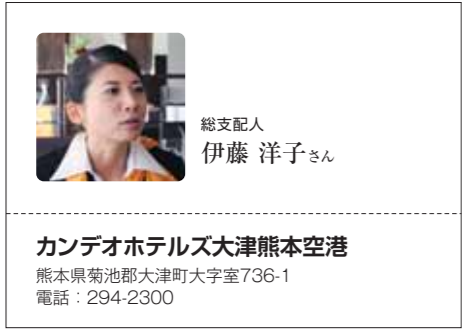 総支配人
伊藤 洋子さん
カンデオホテルズ大津熊本空港
熊本県菊池郡大津町大字室736-1
電話：294-2300